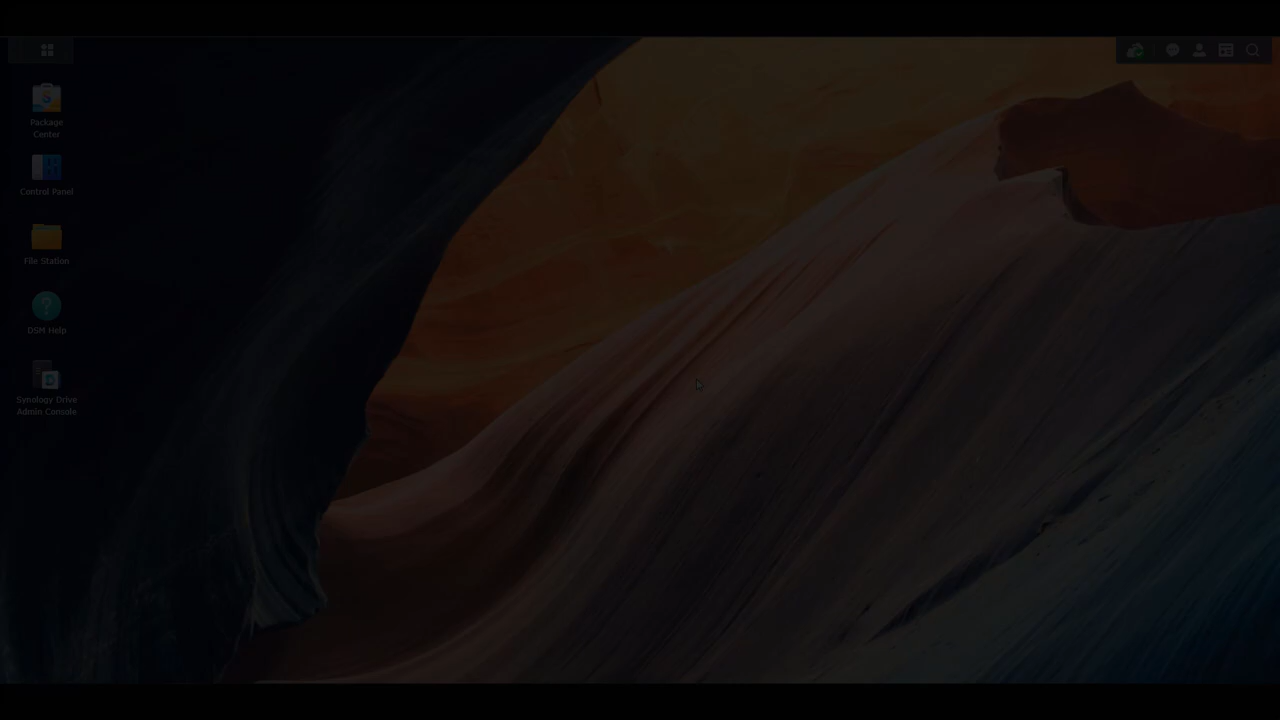 Package
Center
Control Panel
File Station
DSM Help
Synology Drive
Admin Console